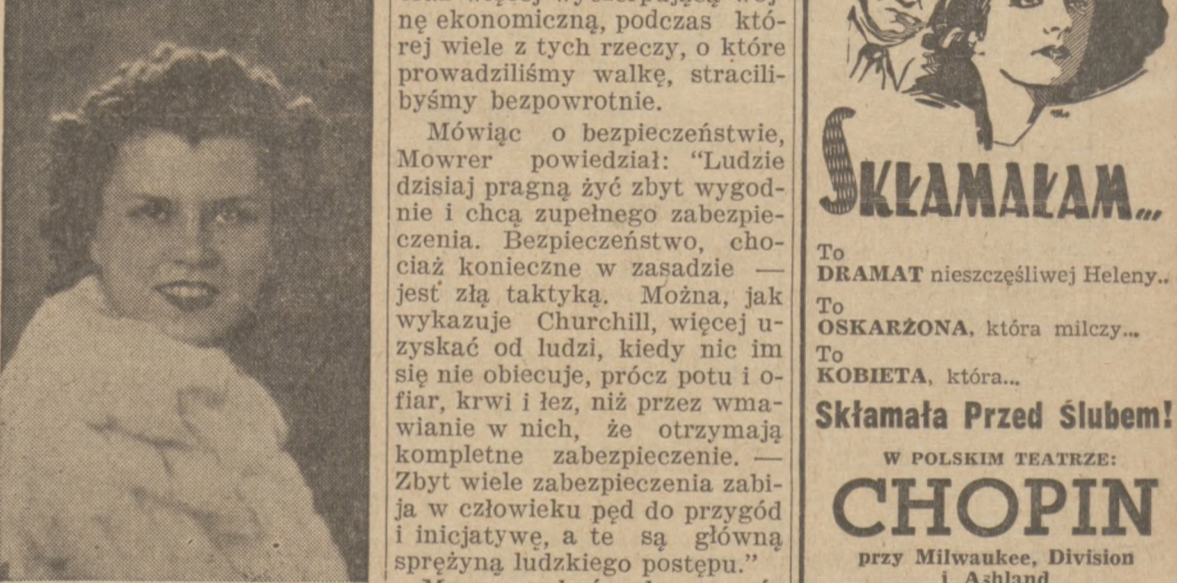 nę ekonomiczną, podczas któ-
rej wiele z tych rzeczy, o które
prowadziliśmy walkę, stracili-
byśmy bezpowrotnie.
Mówiąc o bezpieczeństwie,
Mowrer powiedział: “Ludzie
dzisiaj pragną żyć zbyt wygod-
nie i chcą zupełnego zabezpie-
czenia. Bezpieczeństwo, cho-
ciaż konieczne w zasadzie —
jest złą taktyką. Można, jak
wykazuje Churchill, więcej u-
zyskać od ludzi, kiedy nic im
się nie obiecuje, prócz potu i o-
fiar, krwi i łez, niż przez wma-
wianie w nich, że otrzymają
kompletne zabezpieczenie. —
Zbyt wiele zabezpieczenia zabi-
ja w człowieku pęd do przygód
i inicjatywę, a te są główną
sprężyną ludzkiego postępu.”
SKŁAMAŁAM...
To
DRAMAT nieszczęśliwej Heleny..
To
OSKARŻONA, która milczy...
To
KOBIETA, która...
Skłamała Przed Ślubem!
W POLSKIM TEATRZE:
CHOPIN
przy Milwaukee, Division
i Ashland